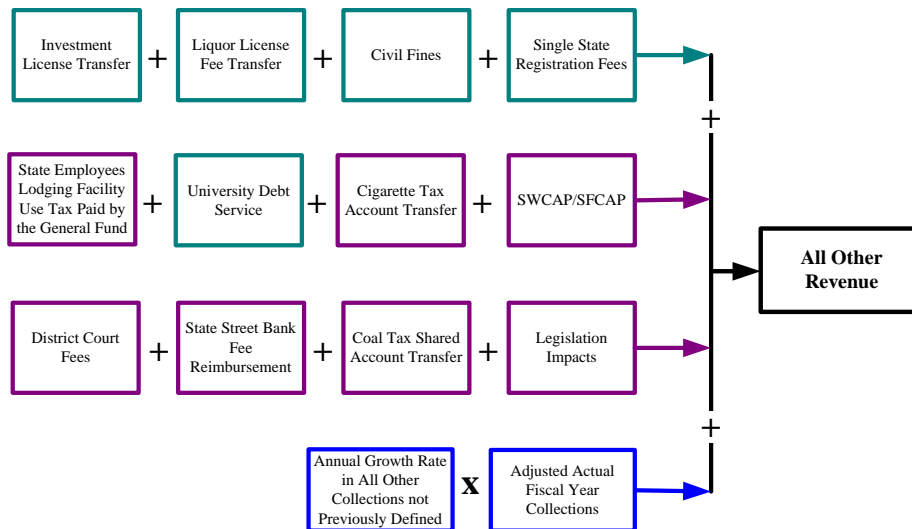 Investment
License Transfer
+
Liquor License
Fee Transfer
+
Civil Fines
+
Single State
Registration Fees
+
State Employees
Lodging Facility
Use Tax Paid by
the General Fund
+
University Debt
Service
+
Cigarette Tax
Account Transfer
+
SWCAP/SFCAP
All Other
Revenue
District Court
Fees
+
State Street Bank
Fee
Reimbursement
+
Coal Tax Shared
Account Transfer
+
Legislation
Impacts
+
Annual Growth Rate
in All Other
Collections not
Previously Defined
x
Adjusted Actual
Fiscal Year
Collections